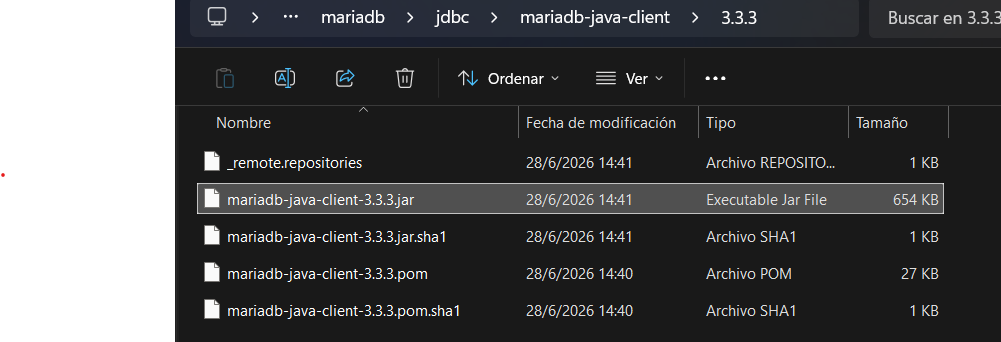 ··· mariadb > jdbc > mariadb-java-client > 3.3.3 Buscar en 3.3.3
Ordenar Ver ···
Nombre Fecha de modificación Tipo Tamaño
_remote.repositories 28/6/2026 14:41 Archivo REPOSITO... 1 KB
mariadb-java-client-3.3.3.jar 28/6/2026 14:41 Executable Jar File 654 KB
mariadb-java-client-3.3.3.jar.sha1 28/6/2026 14:41 Archivo SHA1 1 KB
mariadb-java-client-3.3.3.pom 28/6/2026 14:40 Archivo POM 27 KB
mariadb-java-client-3.3.3.pom.sha1 28/6/2026 14:40 Archivo SHA1 1 KB